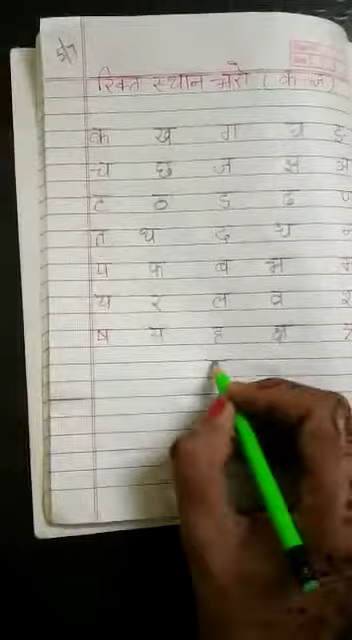 रिक्त स्थान भरो (क-ज्ञ)
क ख ग घ ङ
च छ ज झ ञ
ट ठ ड ढ ण
त थ द ध
प फ ब भ म
य र ल व श
ष स ह क्ष त्र